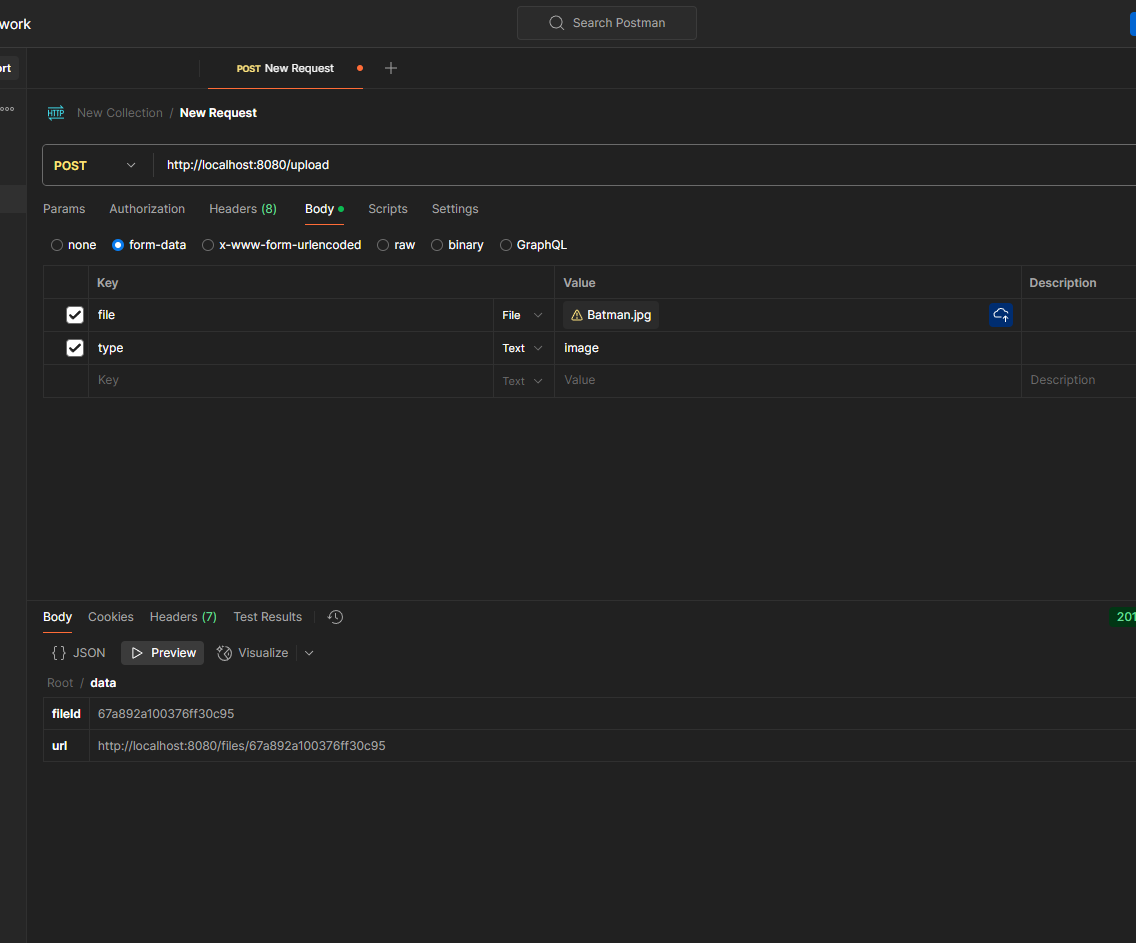 work
Search Postman
ort
POST New Request
HTTP New Collection / New Request
POST http://localhost:8080/upload
Params Authorization Headers (8) Body Scripts Settings
none form-data x-www-form-urlencoded raw binary GraphQL
Key Value Description
file File Batman.jpg
type Text image
Key Text Value Description
Body Cookies Headers (7) Test Results 201
{ } JSON Preview Visualize
Root / data
fileId 67a892a100376ff30c95
url http://localhost:8080/files/67a892a100376ff30c95